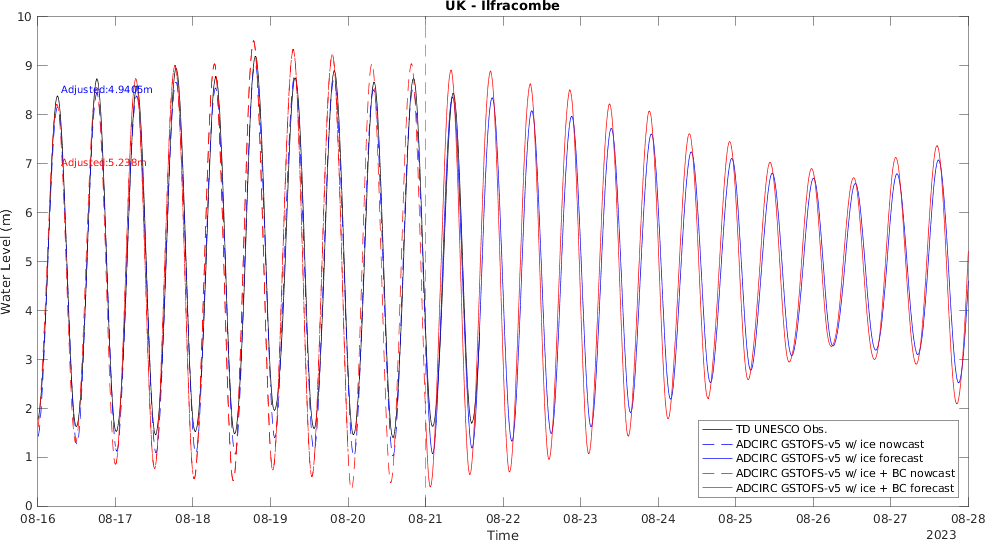 UK - Ilfracombe
Water Level (m)
10
9
8
7
6
5
4
3
2
1
0
Adjusted:4.9406m
Adjusted:5.238m
TD UNESCO Obs.
ADCIRC GSTOFS-v5 w/ ice nowcast
ADCIRC GSTOFS-v5 w/ ice forecast
ADCIRC GSTOFS-v5 w/ ice + BC nowcast
ADCIRC GSTOFS-v5 w/ ice + BC forecast
08-16 08-17 08-18 08-19 08-20 08-21 08-22 08-23 08-24 08-25 08-26 08-27 08-28
Time
2023